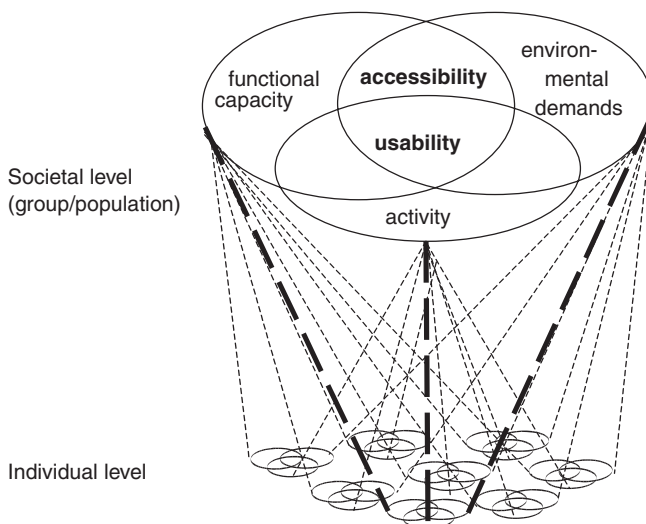 functional
capacity
accessibility
environ-
mental
demands
usability
activity
Societal level
(group/population)
Individual level